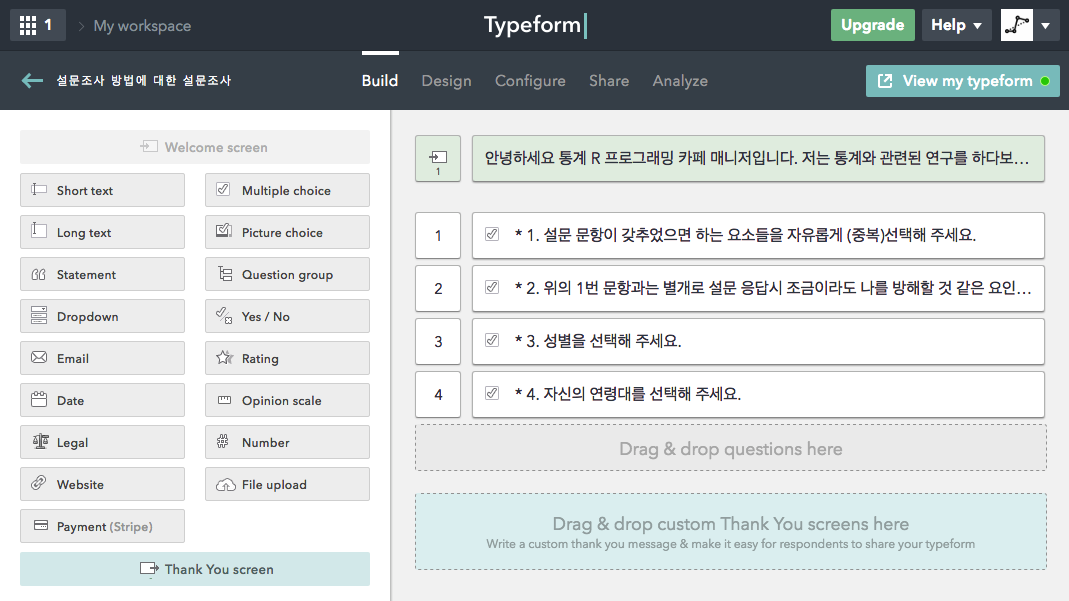 1 > My workspace
Typeform
Upgrade
Help
설문조사 방법에 대한 설문조사
Build Design Configure Share Analyze
View my typeform
Welcome screen
Short text
Multiple choice
Long text
Picture choice
Statement
Question group
Dropdown
Yes / No
Email
Rating
Date
Opinion scale
Legal
Number
Website
File upload
Payment (Stripe)
Thank You screen
1
안녕하세요 통계 R 프로그래밍 카페 매니저입니다. 저는 통계와 관련된 연구를 하다보...
1 * 1. 설문 문항이 갖추었으면 하는 요소들을 자유롭게 (중복)선택해 주세요.
2 * 2. 위의 1번 문항과는 별개로 설문 응답시 조금이라도 나를 방해할 것 같은 요인...
3 * 3. 성별을 선택해 주세요.
4 * 4. 자신의 연령대를 선택해 주세요.
Drag & drop questions here
Drag & drop custom Thank You screens here
Write a custom thank you message & make it easy for respondents to share your typeform